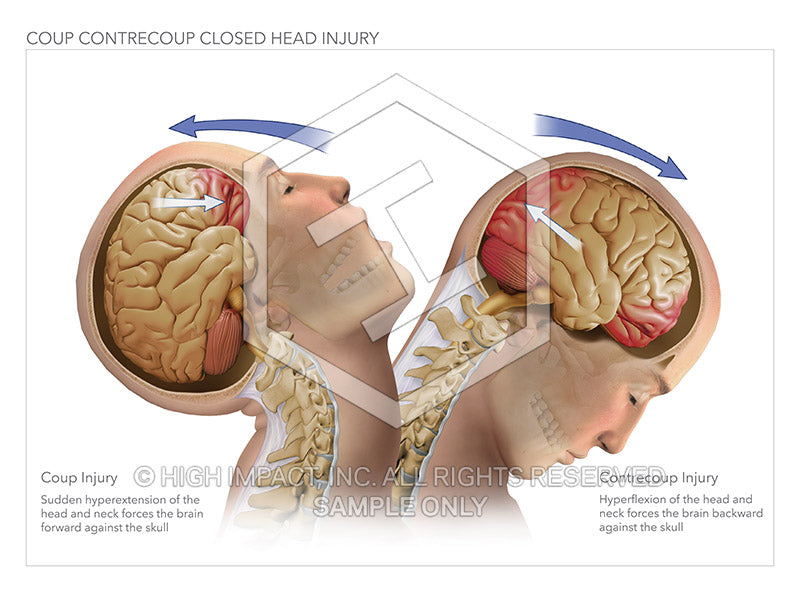 COUP CONTRECOUP CLOSED HEAD INJURY
Coup Injury
Sudden hyperextension of the
head and neck forces the brain
forward against the skull
© HIGH IMPACT, INC. ALL RIGHTS RESERVED
SAMPLE ONLY
Contrecoup Injury
Hyperflexion of the head and
neck forces the brain backward
against the skull